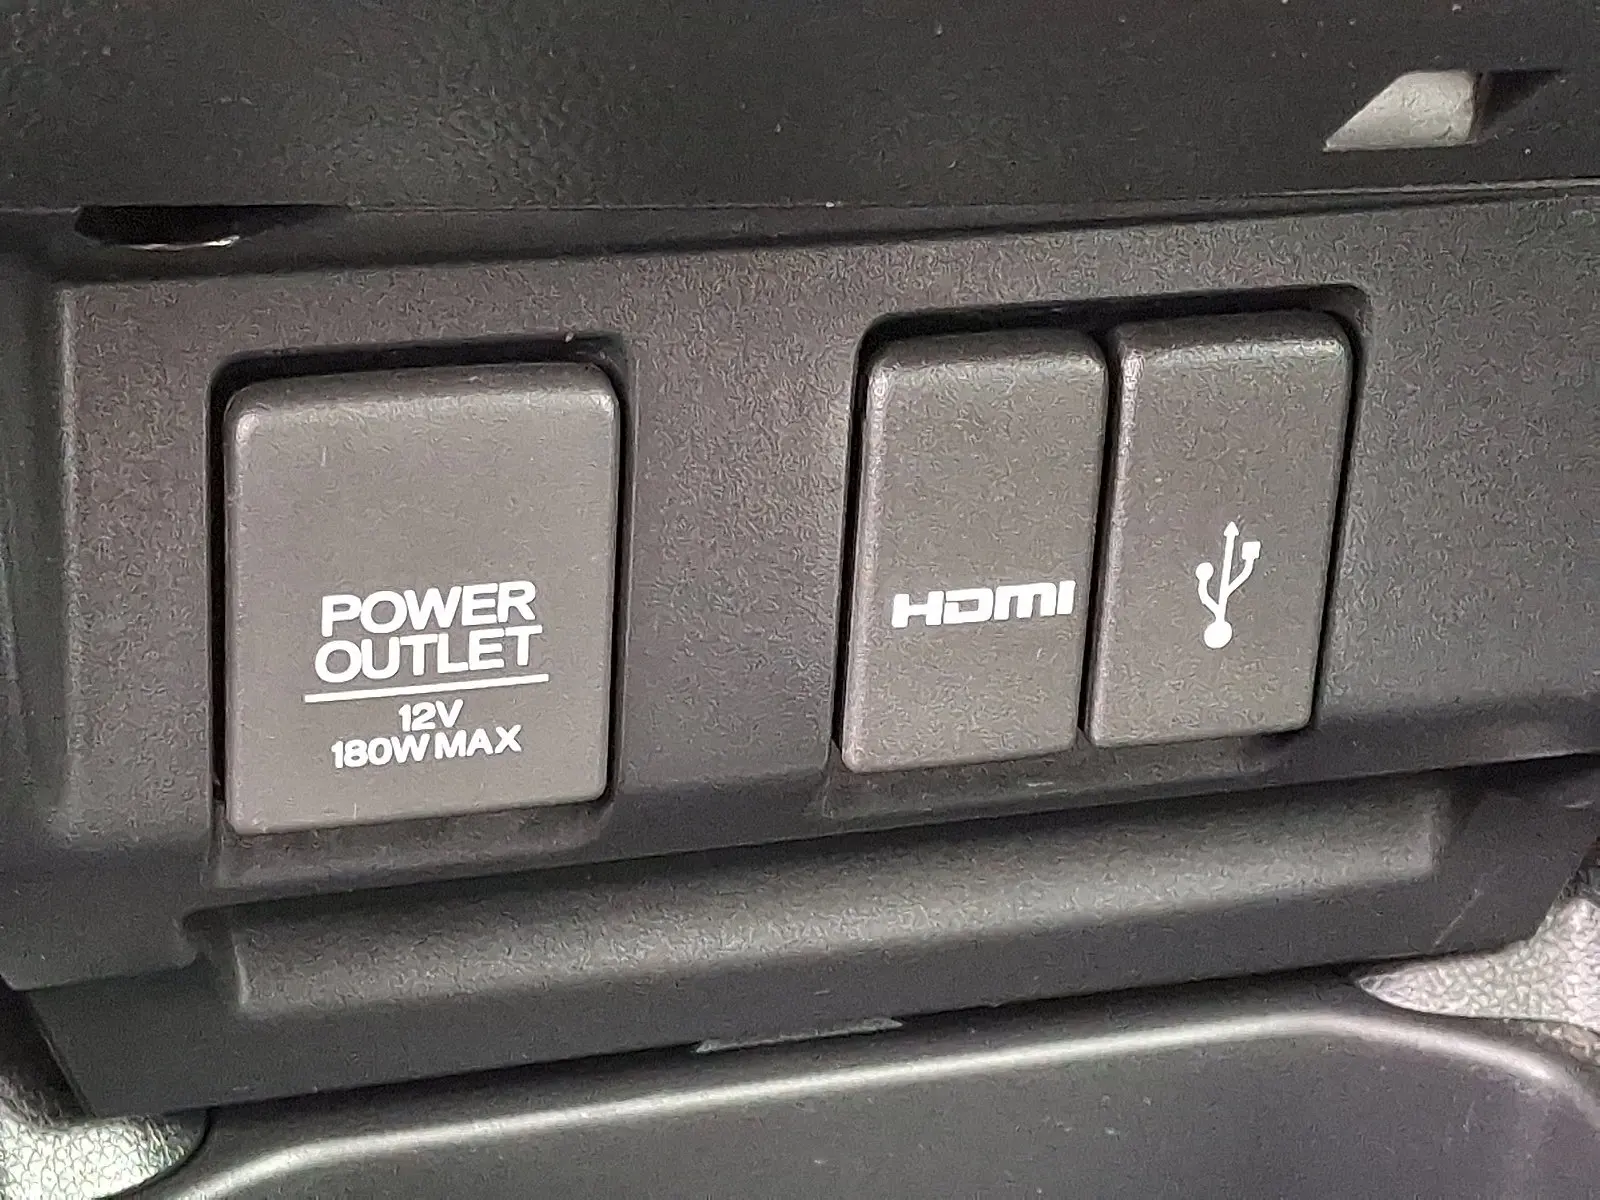 POWER
OUTLET
12V
180W MAX
HDMI